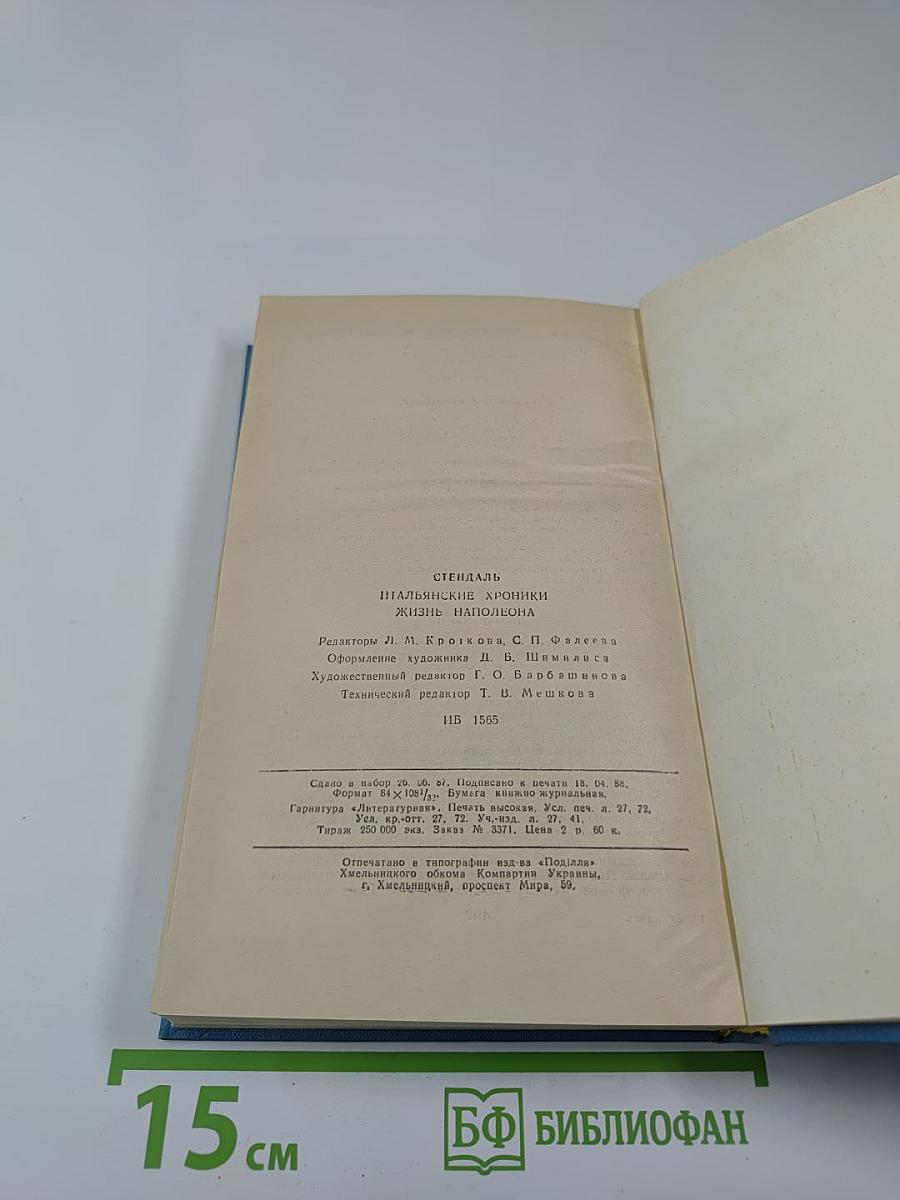 СТЕНДАЛЬ
ИТАЛЬЯНСКИЕ ХРОНИКИ
ЖИЗНЬ НАПОЛЕОНА
Редакторы Л. М. Кроткова, С. П. Фалеева
Оформление художника Д. Б. Шимилиса
Художественный редактор Г. О. Барбашинова
Технический редактор Т. В. Мешкова
ИБ 1565
Сдано в набор 26. 06. 87. Подписано к печати 18. 04. 88.
Формат 84×108¹/₃₂. Бумага книжно журнальная.
Гарнитура «Литературная». Печать высокая. Усл. печ. л. 27, 72.
Усл. кр.-отт. 27, 72. Уч.-изд. л. 27, 41.
Тираж 250 000 экз. Заказ № 3371. Цена 2 р. 60 к.
Отпечатано в типографии изд-ва «Поділля»
Хмельницкого обкома Компартии Украины,
г. Хмельницкий, проспект Мира, 59.
15 см
БФ БИБЛИОФАН